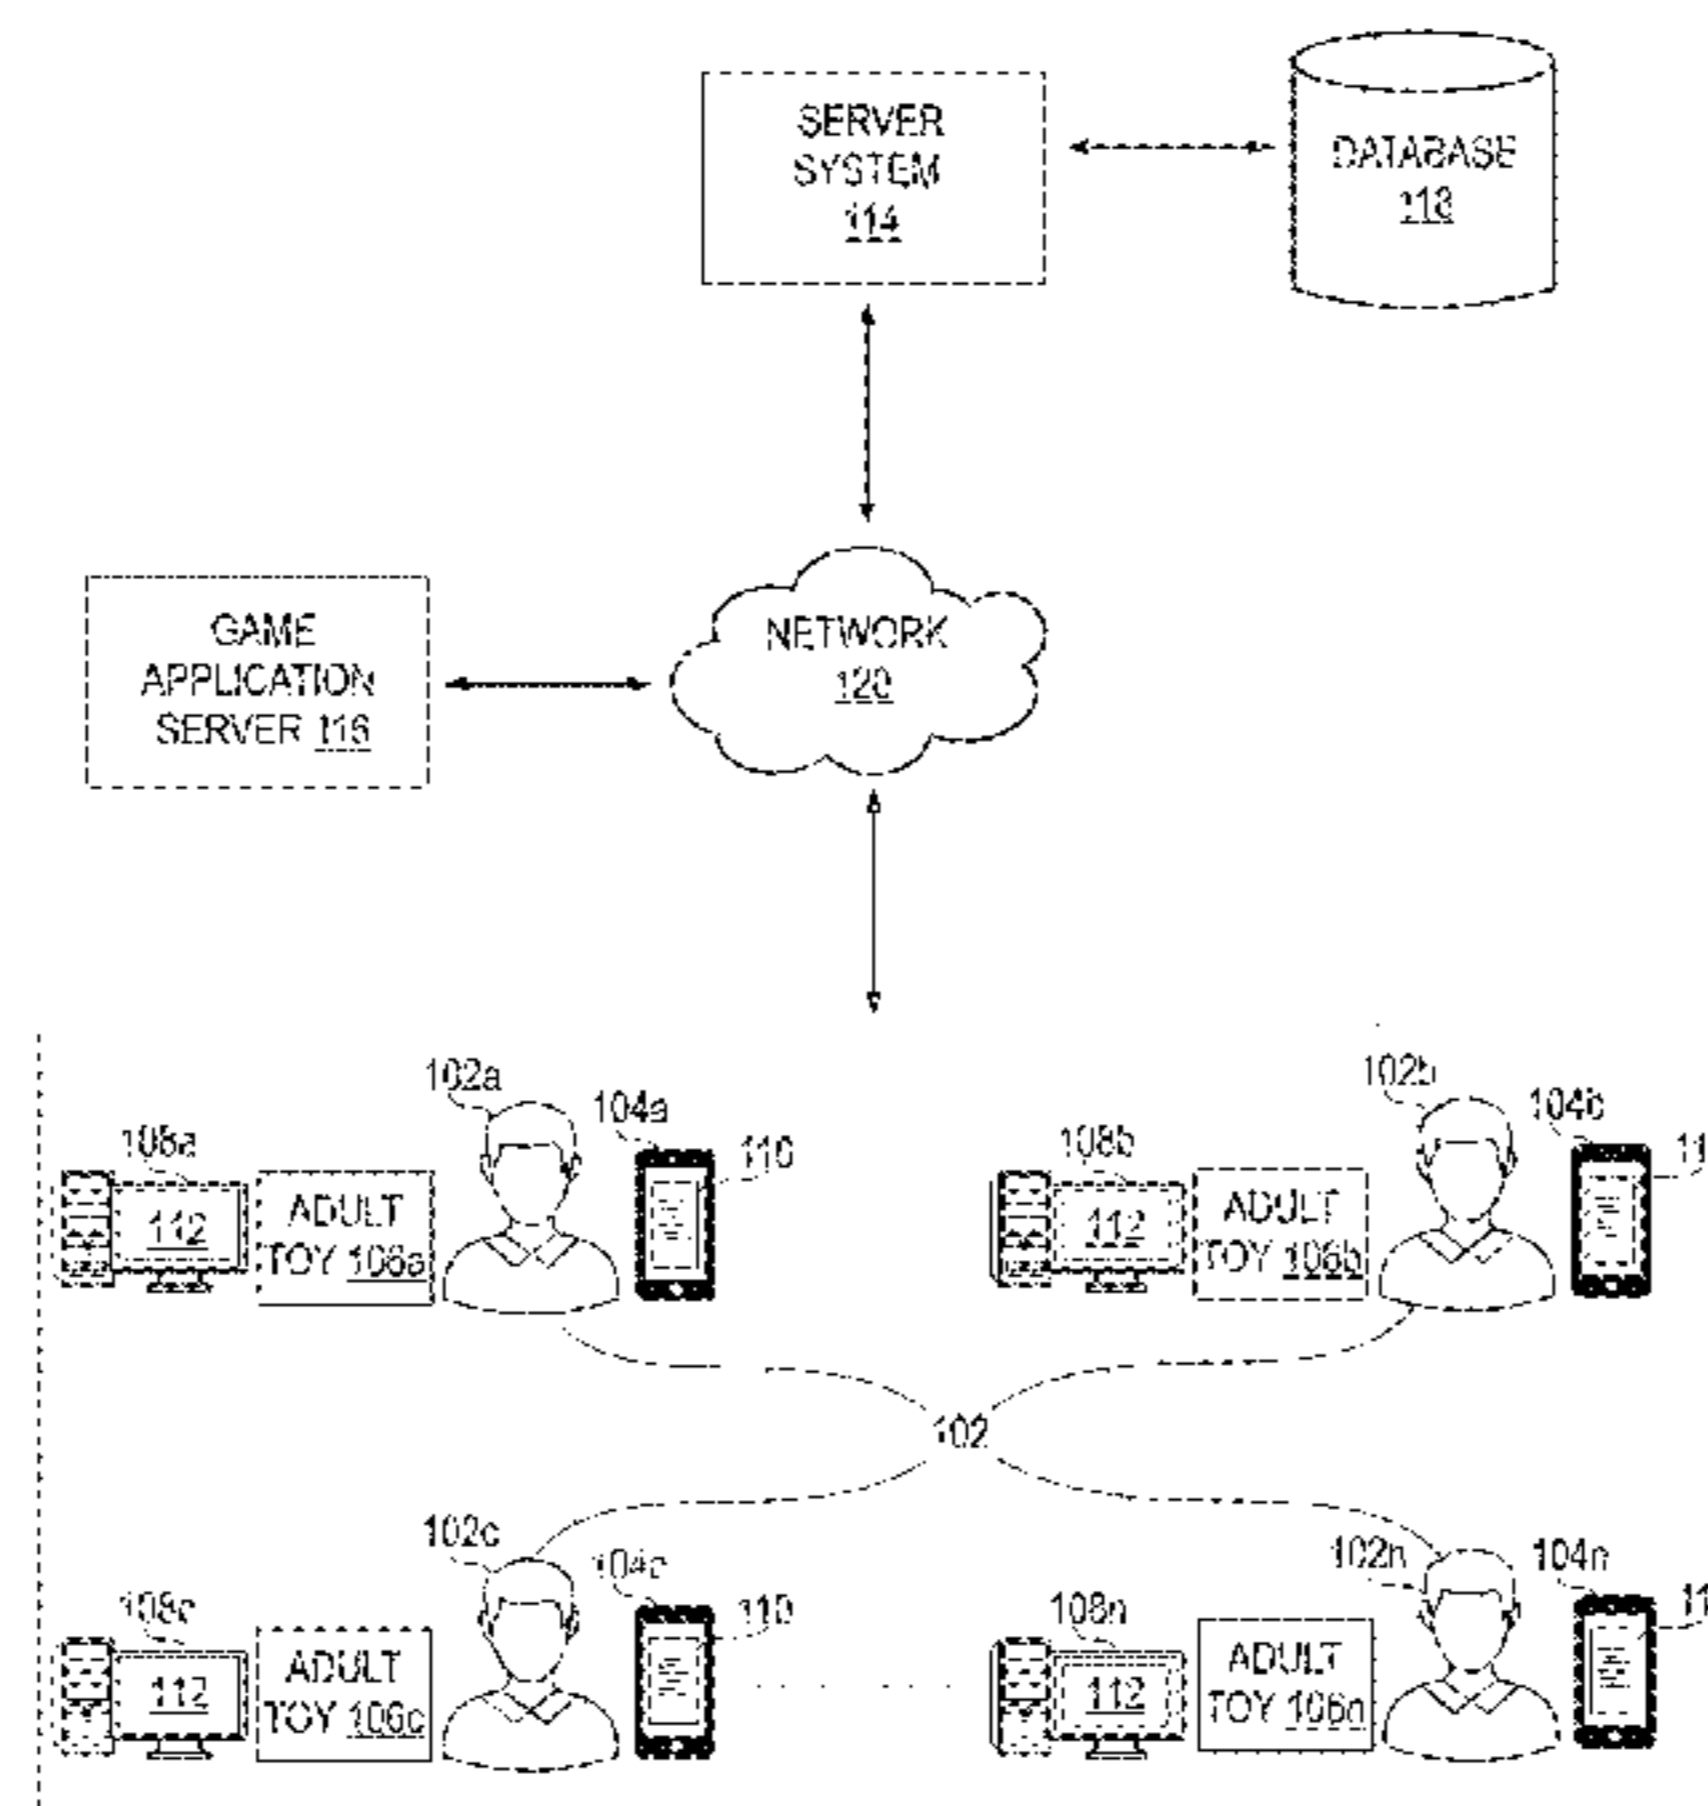 SERVER
SYSTEM
114
DATABASE
118
GAME
APPLICATION
SERVER 116
NETWORK
120
102a
104a
108a
110
112
ADULT
TOY 106a
102b
104b
108b
11
112
ADULT
TOY 106b
102
102c
104c
108c
110
112
ADULT
TOY 106c
102n
104n
108n
11
112
ADULT
TOY 106n